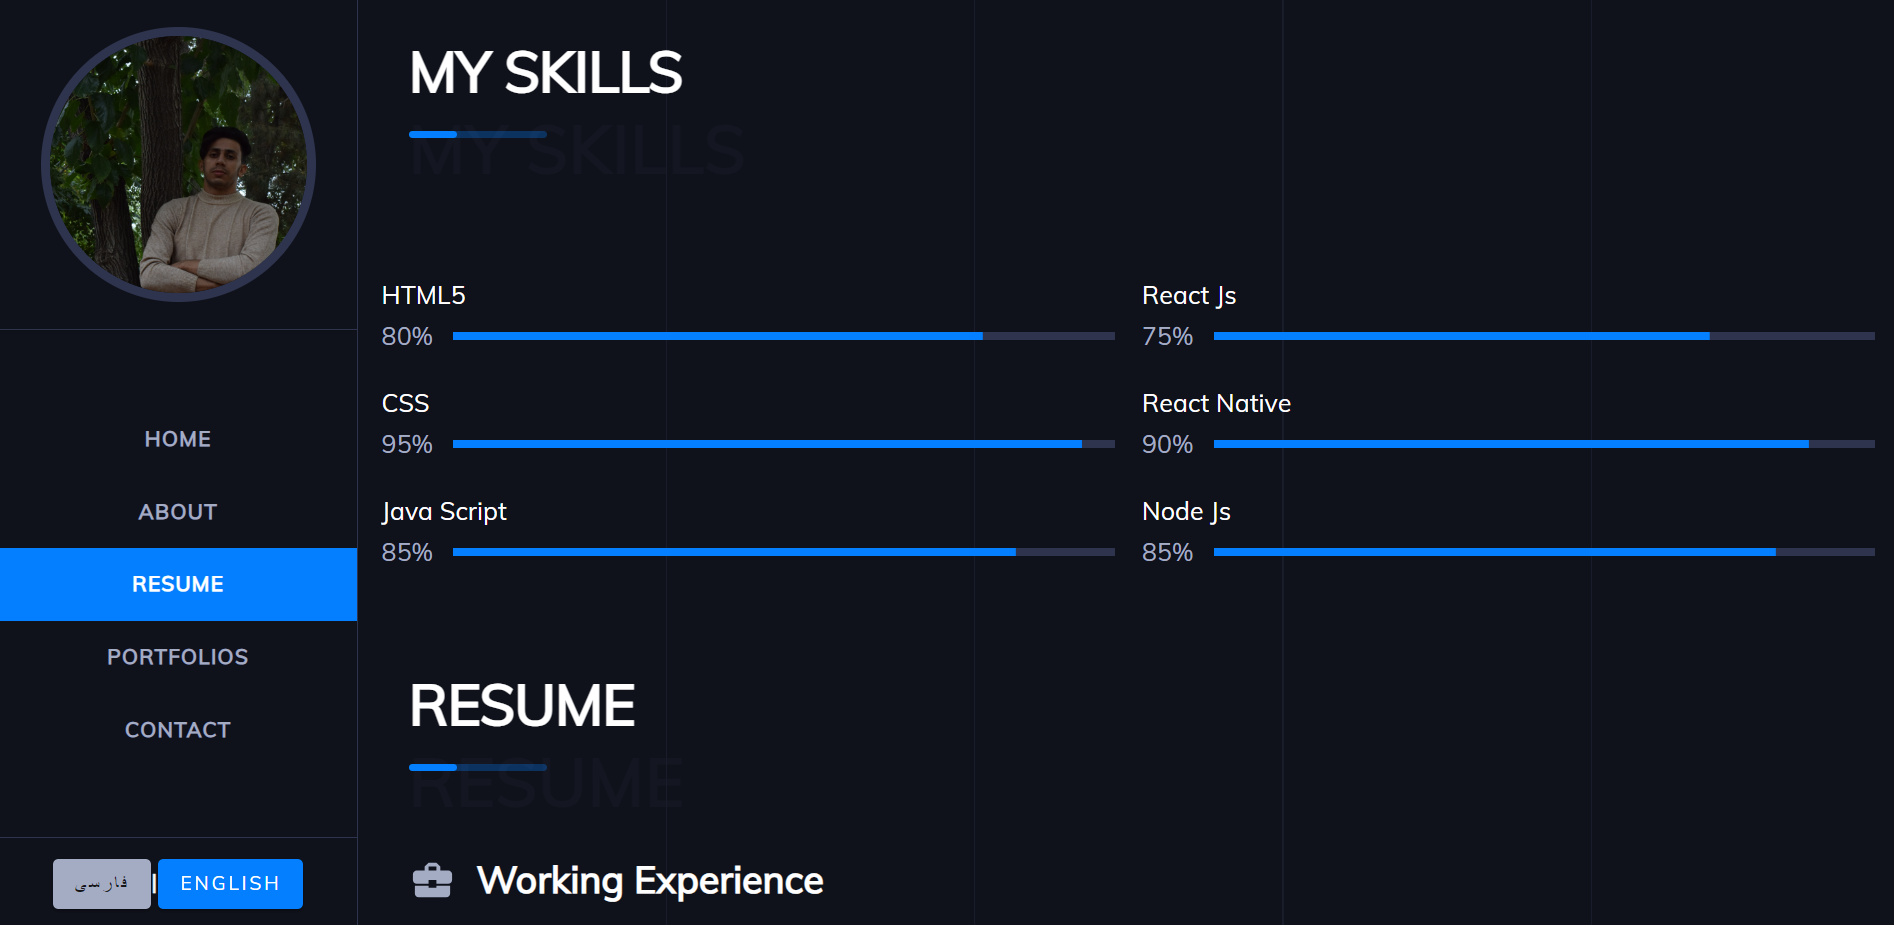 HOME
ABOUT
RESUME
PORTFOLIOS
CONTACT
فارسی | ENGLISH
MY SKILLS
MY SKILLS
HTML5
80%
CSS
95%
Java Script
85%
React Js
75%
React Native
90%
Node Js
85%
RESUME
RESUME
Working Experience